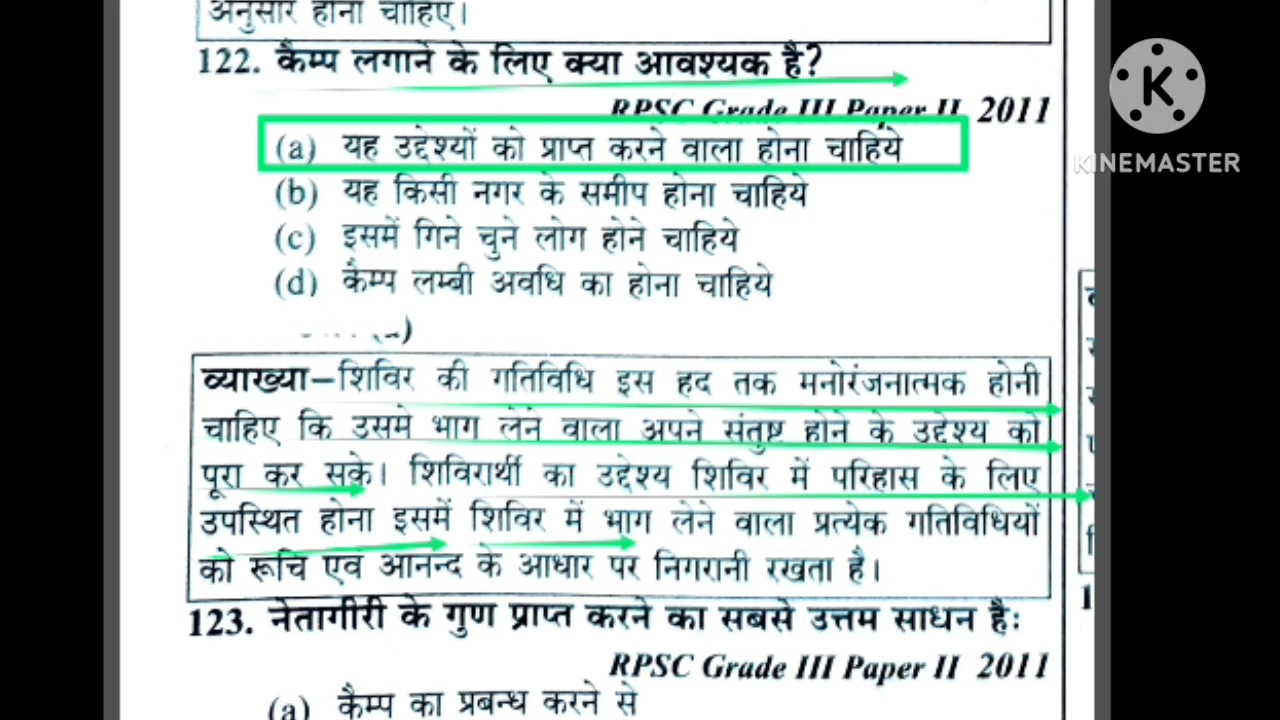 अनुसार होना चाहिए।
122. कैम्प लगाने के लिए क्या आवश्यक है?
RPSC Grade III Paper II 2011
(a) यह उद्देश्यों को प्राप्त करने वाला होना चाहिये
(b) यह किसी नगर के समीप होना चाहिये
(c) इसमें गिने चुने लोग होने चाहिये
(d) कैम्प लम्बी अवधि का होना चाहिये
व्याख्या–शिविर की गतिविधि इस हद तक मनोरंजनात्मक होनी
चाहिए कि उसमे भाग लेने वाला अपने संतुष्ट होने के उद्देश्य को
पूरा कर सके। शिविरार्थी का उद्देश्य शिविर में परिहास के लिए
उपस्थित होना इसमें शिविर में भाग लेने वाला प्रत्येक गतिविधियों
को रूचि एवं आनन्द के आधार पर निगरानी रखता है।
123. नेतागीरी के गुण प्राप्त करने का सबसे उत्तम साधन है:
RPSC Grade III Paper II 2011
(a) कैम्प का प्रबन्ध करने से
K
KINEMASTER
1